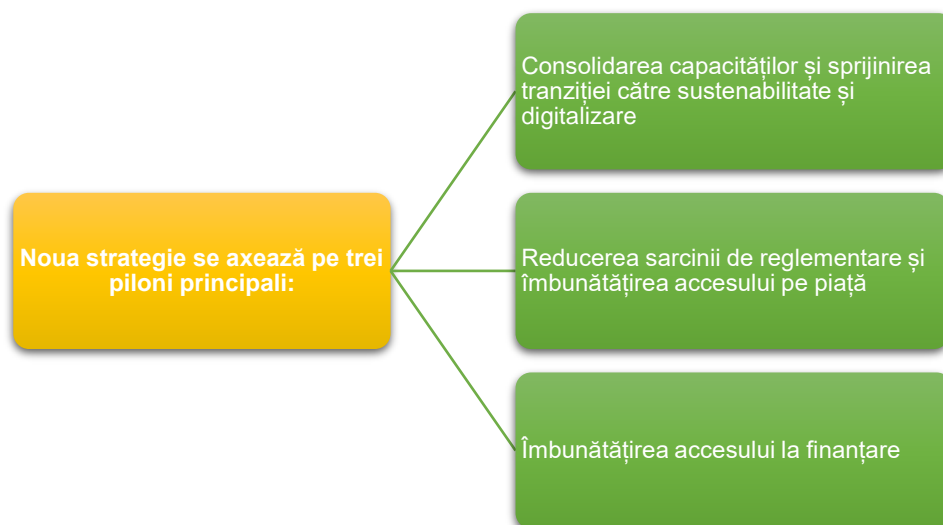 Noua strategie se axează pe trei
piloni principali:
Consolidarea capacităților și sprijinirea
tranziției către sustenabilitate și
digitalizare
Reducerea sarcinii de reglementare și
îmbunătățirea accesului pe piață
Îmbunătățirea accesului la finanțare